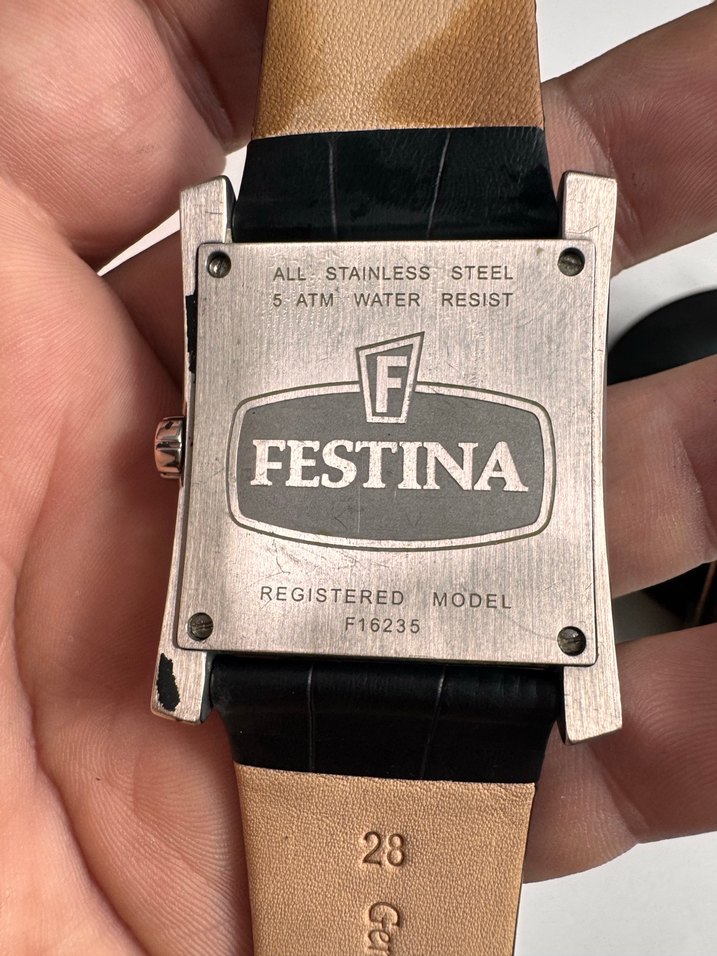 ALL STAINLESS STEEL
5 ATM WATER RESIST
F
FESTINA
REGISTERED MODEL
F16235
28